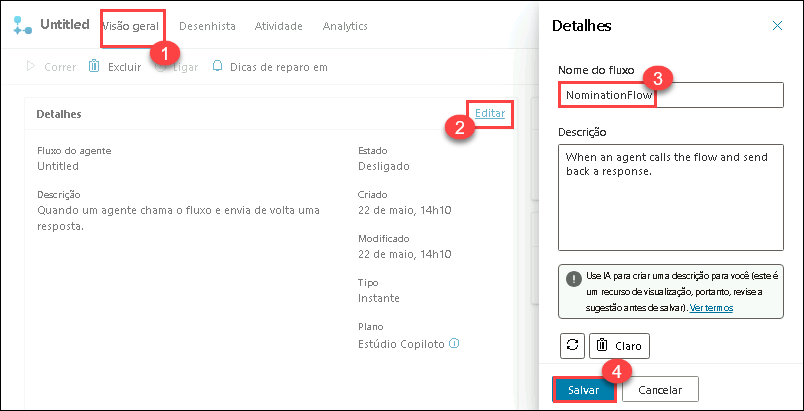 Untitled
Visão geral
Desenhista
Atividade
Analytics
1
Correr
Excluir
Ligar
Dicas de reparo em
Detalhes
Editar
2
Fluxo do agente
Untitled
Descrição
Quando um agente chama o fluxo e envia de volta uma
resposta.
Estado
Desligado
Criado
22 de maio, 14h10
Modificado
22 de maio, 14h10
Tipo
Instante
Plano
Estúdio Copiloto
Detalhes
Nome do fluxo
3
NominationFlow
Descrição
When an agent calls the flow and send
back a response.
Use IA para criar uma descrição para você (este é
um recurso de visualização, portanto, revise a
sugestão antes de salvar). Ver termos
Claro
4
Salvar
Cancelar